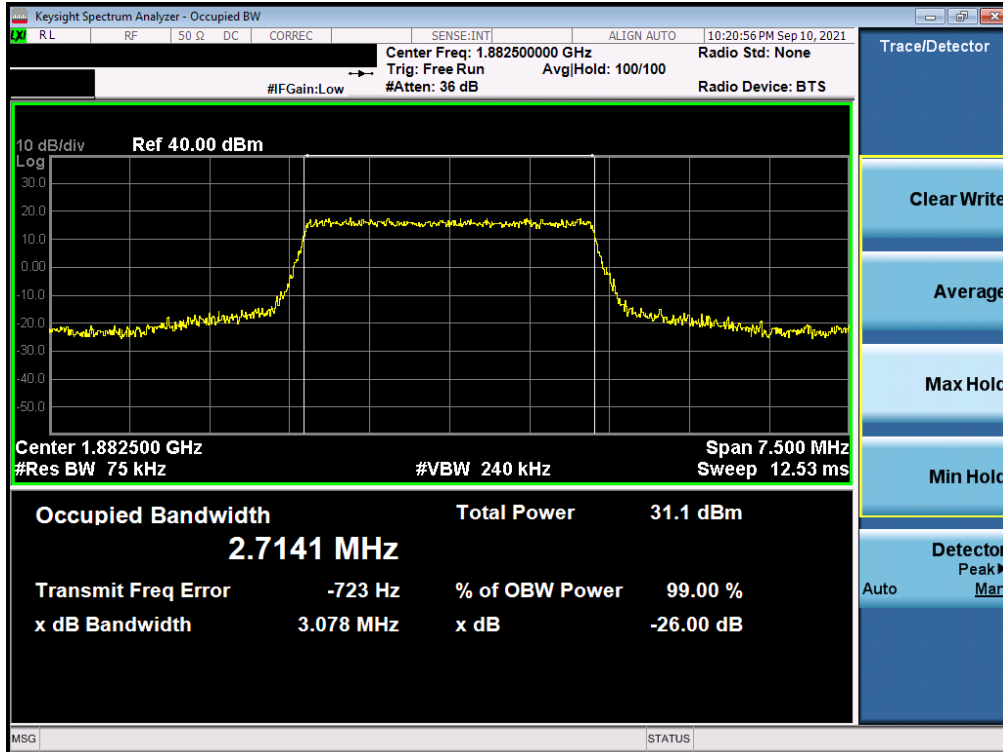 Keysight Spectrum Analyzer - Occupied BW
LXI RL RF 50 Ω DC CORREC SENSE:INT ALIGN AUTO 10:20:56 PM Sep 10, 2021
Center Freq: 1.882500000 GHz Radio Std: None
Trig: Free Run Avg|Hold: 100/100
#IFGain:Low #Atten: 36 dB Radio Device: BTS
Trace/Detector
10 dB/div Ref 40.00 dBm
Log
30.0
20.0
10.0
0.00
-10.0
-20.0
-30.0
-40.0
-50.0
Center 1.882500 GHz Span 7.500 MHz
#Res BW 75 kHz #VBW 240 kHz Sweep 12.53 ms
Occupied Bandwidth Total Power 31.1 dBm
2.7141 MHz
Transmit Freq Error -723 Hz % of OBW Power 99.00 %
x dB Bandwidth 3.078 MHz x dB -26.00 dB
Clear Write
Average
Max Hold
Min Hold
Detector
Peak▶
Auto Man
MSG STATUS